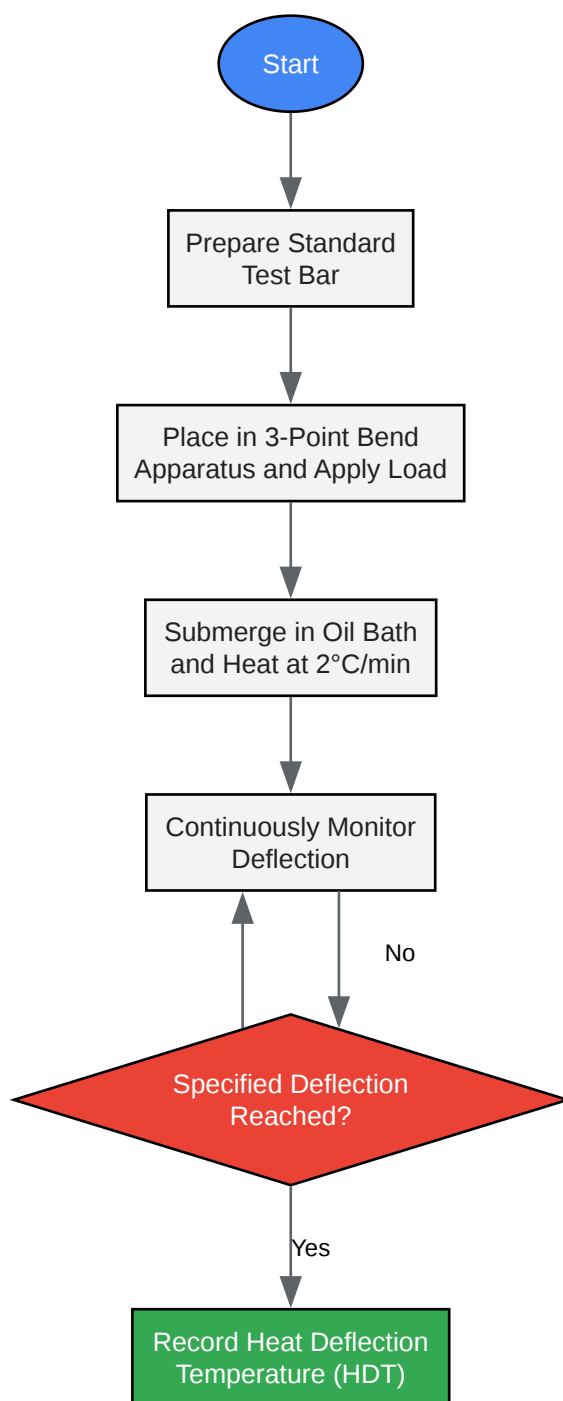 Start
Prepare Standard
Test Bar
Place in 3-Point Bend
Apparatus and Apply Load
Submerge in Oil Bath
and Heat at 2°C/min
Continuously Monitor
Deflection
No
Specified Deflection
Reached?
Yes
Record Heat Deflection
Temperature (HDT)